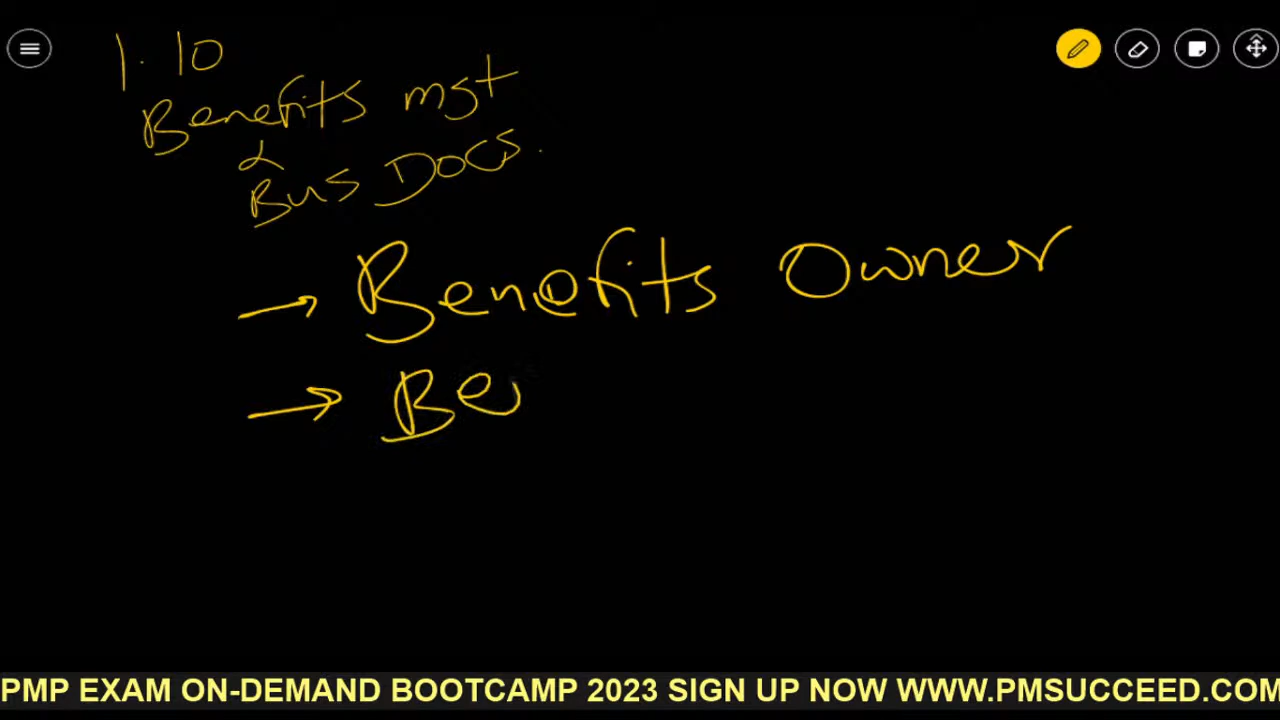 1.10
Benefits mgt
&
Bus Docs.
→ Benefits Owner
→ Be
PMP EXAM ON-DEMAND BOOTCAMP 2023 SIGN UP NOW WWW.PMSUCCEED.COM